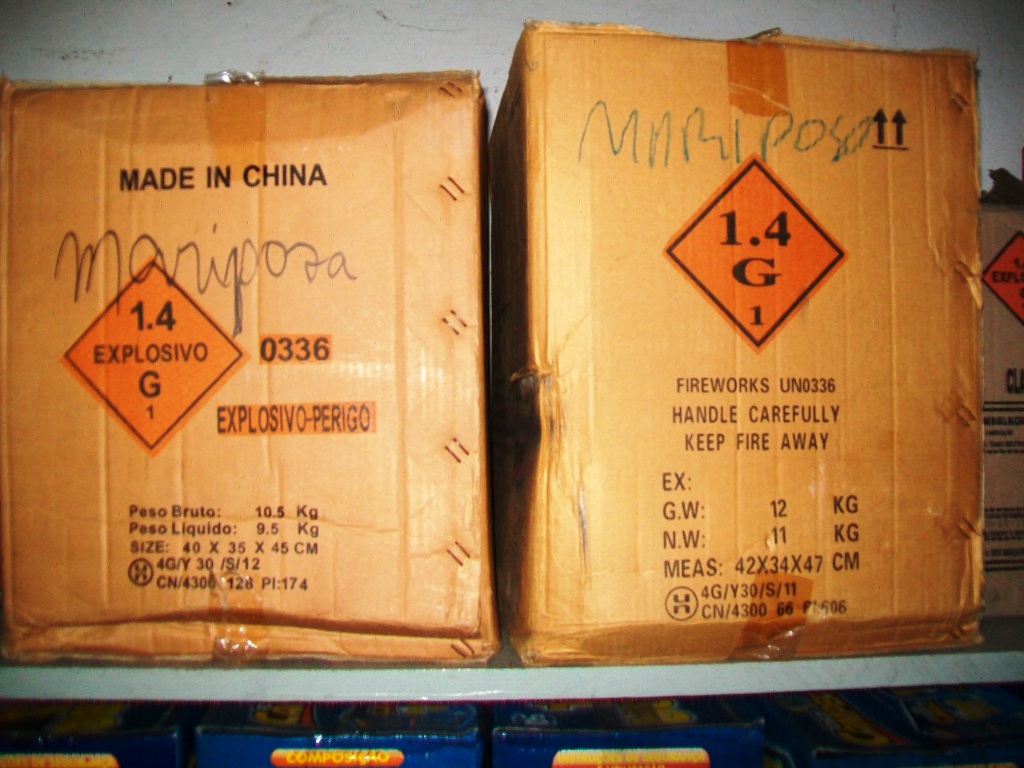 MADE IN CHINA
Mariposa
1.4
EXPLOSIVO
G
1
0336
EXPLOSIVO-PERIGO
Peso Bruto: 10.5 Kg
Peso Liquido: 9.5 Kg
SIZE: 40 X 35 X 45 CM
4G/Y 30 /S/12
CN/4300 128 PI:174
MARIPOSA
1.4
G
1
FIREWORKS UN0336
HANDLE CAREFULLY
KEEP FIRE AWAY
EX:
G.W: 12 KG
N.W: 11 KG
MEAS: 42X34X47 CM
4G/Y30/S/11
CN/4300 66 PI:606
COMPOSIÇÃO